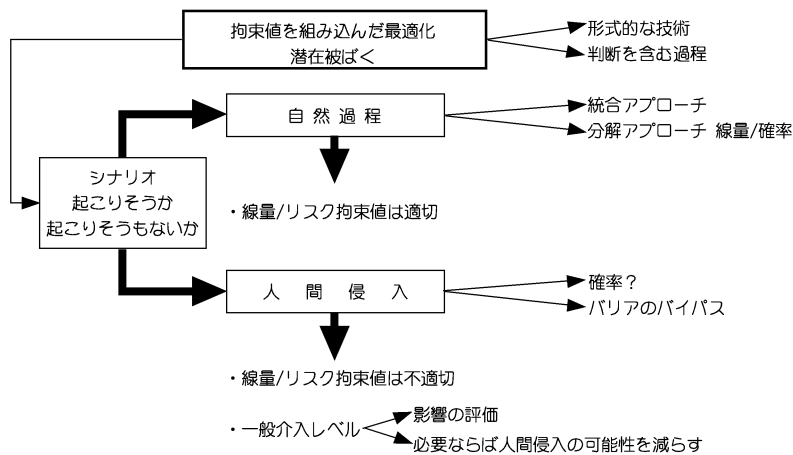 拘束値を組み込んだ最適化
潜在被ばく
形式的な技術
判断を含む過程
自然過程
統合アプローチ
分解アプローチ 線量/確率
シナリオ
起こりそうか
起こりそうもないか
・線量/リスク拘束値は適切
人間侵入
確率？
バリアのバイパス
・線量/リスク拘束値は不適切
・一般介入レベル
影響の評価
必要ならば人間侵入の可能性を減らす